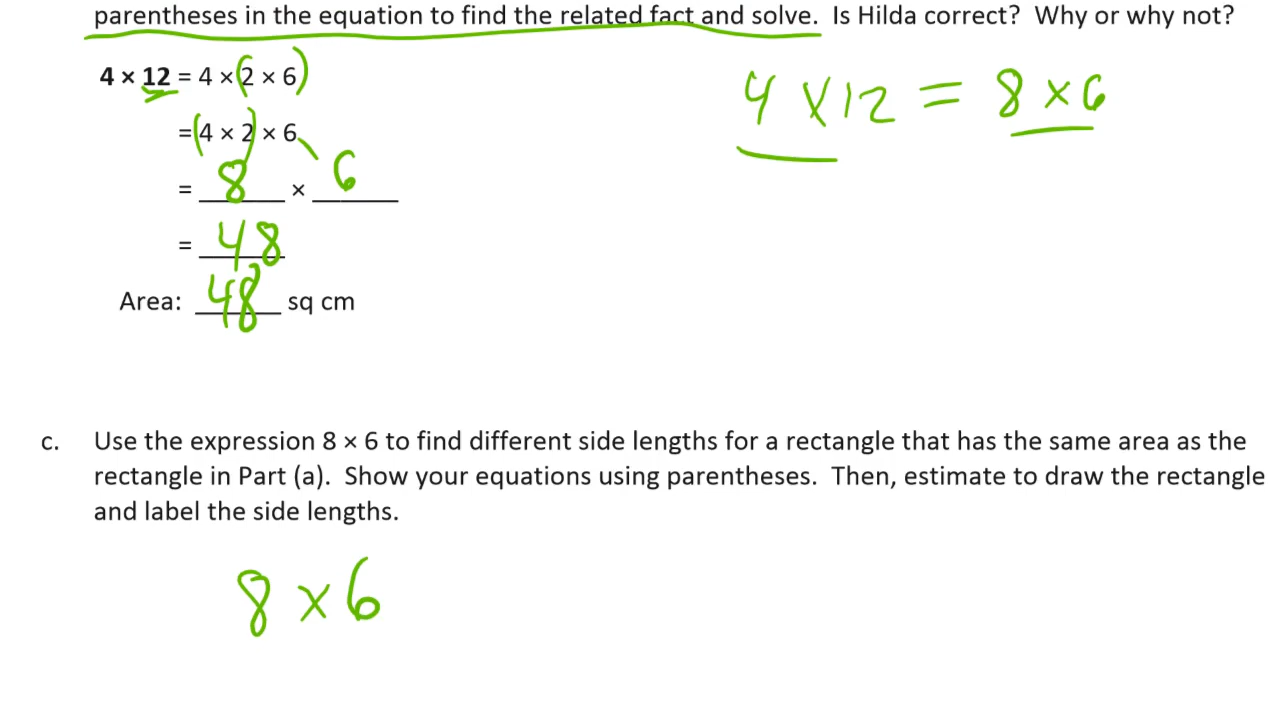 parentheses in the equation to find the related fact and solve. Is Hilda correct? Why or why not?
4 × 12 = 4 × (2 × 6)
4 × 12 = 8 × 6
= (4 × 2) × 6
= 8 × 6
= 48
Area: 48 sq cm
c. Use the expression 8 × 6 to find different side lengths for a rectangle that has the same area as the
rectangle in Part (a). Show your equations using parentheses. Then, estimate to draw the rectangle
and label the side lengths.
8 × 6